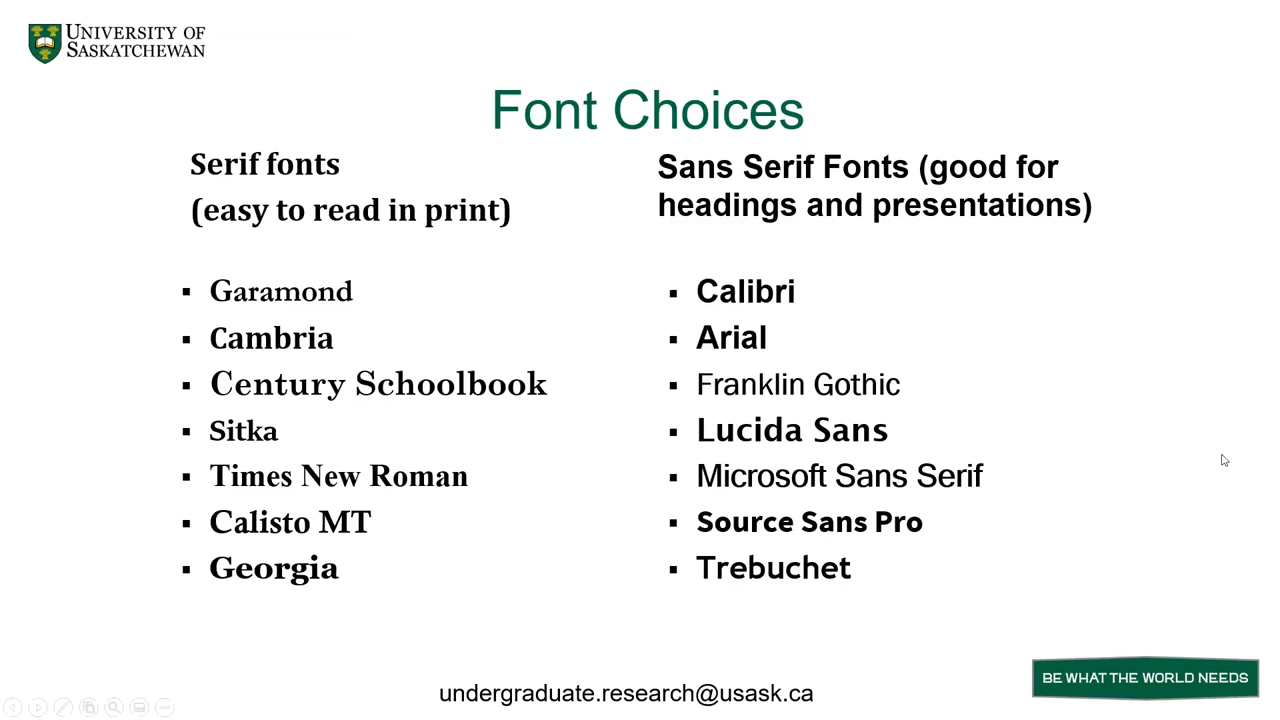 UNIVERSITY OF
SASKATCHEWAN
Font Choices
Serif fonts
(easy to read in print)
▪ Garamond
▪ Cambria
▪ Century Schoolbook
▪ Sitka
▪ Times New Roman
▪ Calisto MT
▪ Georgia
Sans Serif Fonts (good for
headings and presentations)
▪ Calibri
▪ Arial
▪ Franklin Gothic
▪ Lucida Sans
▪ Microsoft Sans Serif
▪ Source Sans Pro
▪ Trebuchet
undergraduate.research@usask.ca
BE WHAT THE WORLD NEEDS